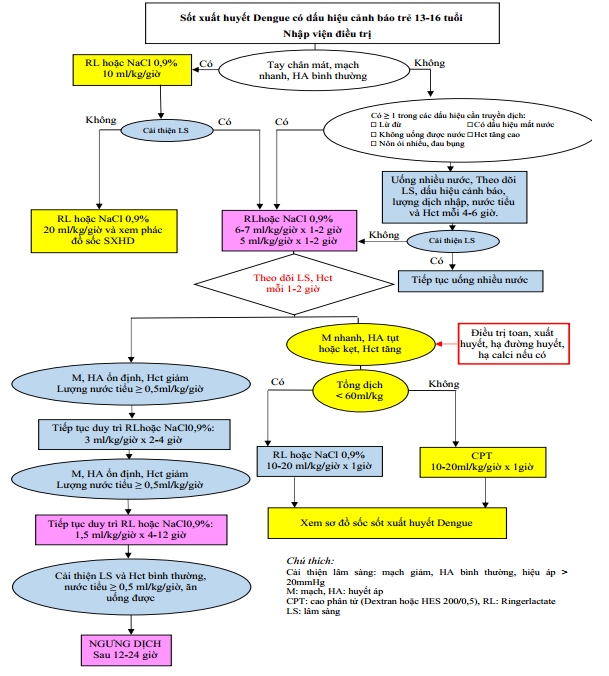 Sốt xuất huyết Dengue có dấu hiệu cảnh báo trẻ 13-16 tuổi
Nhập viện điều trị
RL hoặc NaCl 0,9%
10 ml/kg/giờ
Có
Tay chân mát, mạch
nhanh, HA bình thường
Không
Không
Cải thiện LS
Có
Có
Có ≥ 1 trong các dấu hiệu cần truyền dịch:
□ Lừ đừ □ Có dấu hiệu mất nước
□ Không uống được nước □ Hct tăng cao
□ Nôn ói nhiều, đau bụng
RL hoặc NaCl 0,9%
20 ml/kg/giờ và xem phác
đồ sốc SXHD
RLhoặc NaCl 0,9%
6-7 ml/kg/giờ x 1-2 giờ
5 ml/kg/giờ x 1-2 giờ
Uống nhiều nước, Theo dõi
LS, dấu hiệu cảnh báo,
lượng dịch nhập, nước tiểu
và Hct mỗi 4-6 giờ.
Không
Cải thiện LS
Có
Tiếp tục uống nhiều nước
Theo dõi LS, Hct
mỗi 1-2 giờ
M nhanh, HA tụt
hoặc kẹt, Hct tăng
Điều trị toan, xuất
huyết, hạ đường huyết,
hạ calci nếu có
M, HA ổn định, Hct giảm
Lượng nước tiểu ≥ 0,5ml/kg/giờ
Có
Tổng dịch
< 60ml/kg
Không
Tiếp tục duy trì RLhoặc NaCl0,9%:
3 ml/kg/giờ x 2-4 giờ
RL hoặc NaCl 0,9%
10-20 ml/kg/giờ x 1giờ
CPT
10-20ml/kg/giờ x 1giờ
M, HA ổn định, Hct giảm
Lượng nước tiểu ≥ 0,5ml/kg/giờ
Tiếp tục duy trì RL hoặc NaCl0,9%:
1,5 ml/kg/giờ x 4-12 giờ
Xem sơ đồ sốc sốt xuất huyết Dengue
Cải thiện LS và Hct bình thường,
nước tiểu ≥ 0,5 ml/kg/giờ, ăn
uống được
NGƯNG DỊCH
Sau 12-24 giờ
Chú thích:
Cải thiện lâm sàng: mạch giảm, HA bình thường, hiệu áp >
20mmHg
M: mạch, HA: huyết áp
CPT: cao phân tử (Dextran hoặc HES 200/0,5), RL: Ringerlactate
LS: lâm sàng